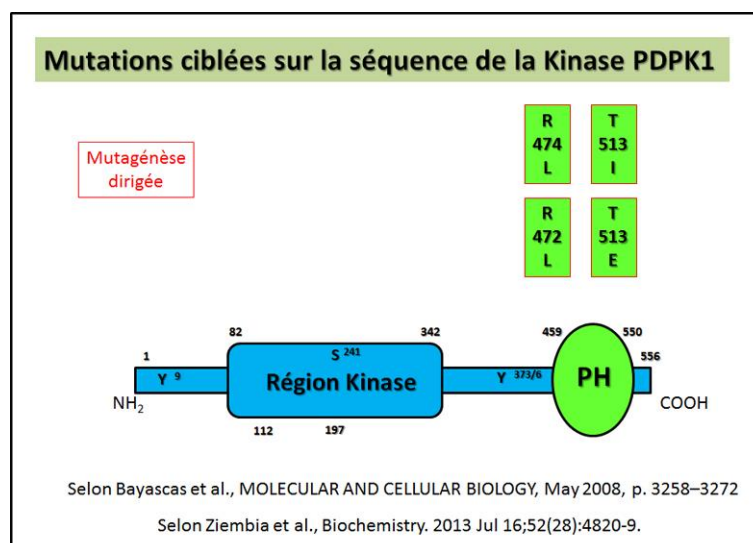 Mutations ciblées sur la séquence de la Kinase PDPK1
Mutagénèse
dirigée
R
474
L
T
513
I
R
472
L
T
513
E
82
342
459
550
1
S 241
556
Y 9
Région Kinase
Y 373/6
PH
NH2
COOH
112
197
Selon Bayascas et al., MOLECULAR AND CELLULAR BIOLOGY, May 2008, p. 3258–3272
Selon Ziembia et al., Biochemistry. 2013 Jul 16;52(28):4820-9.